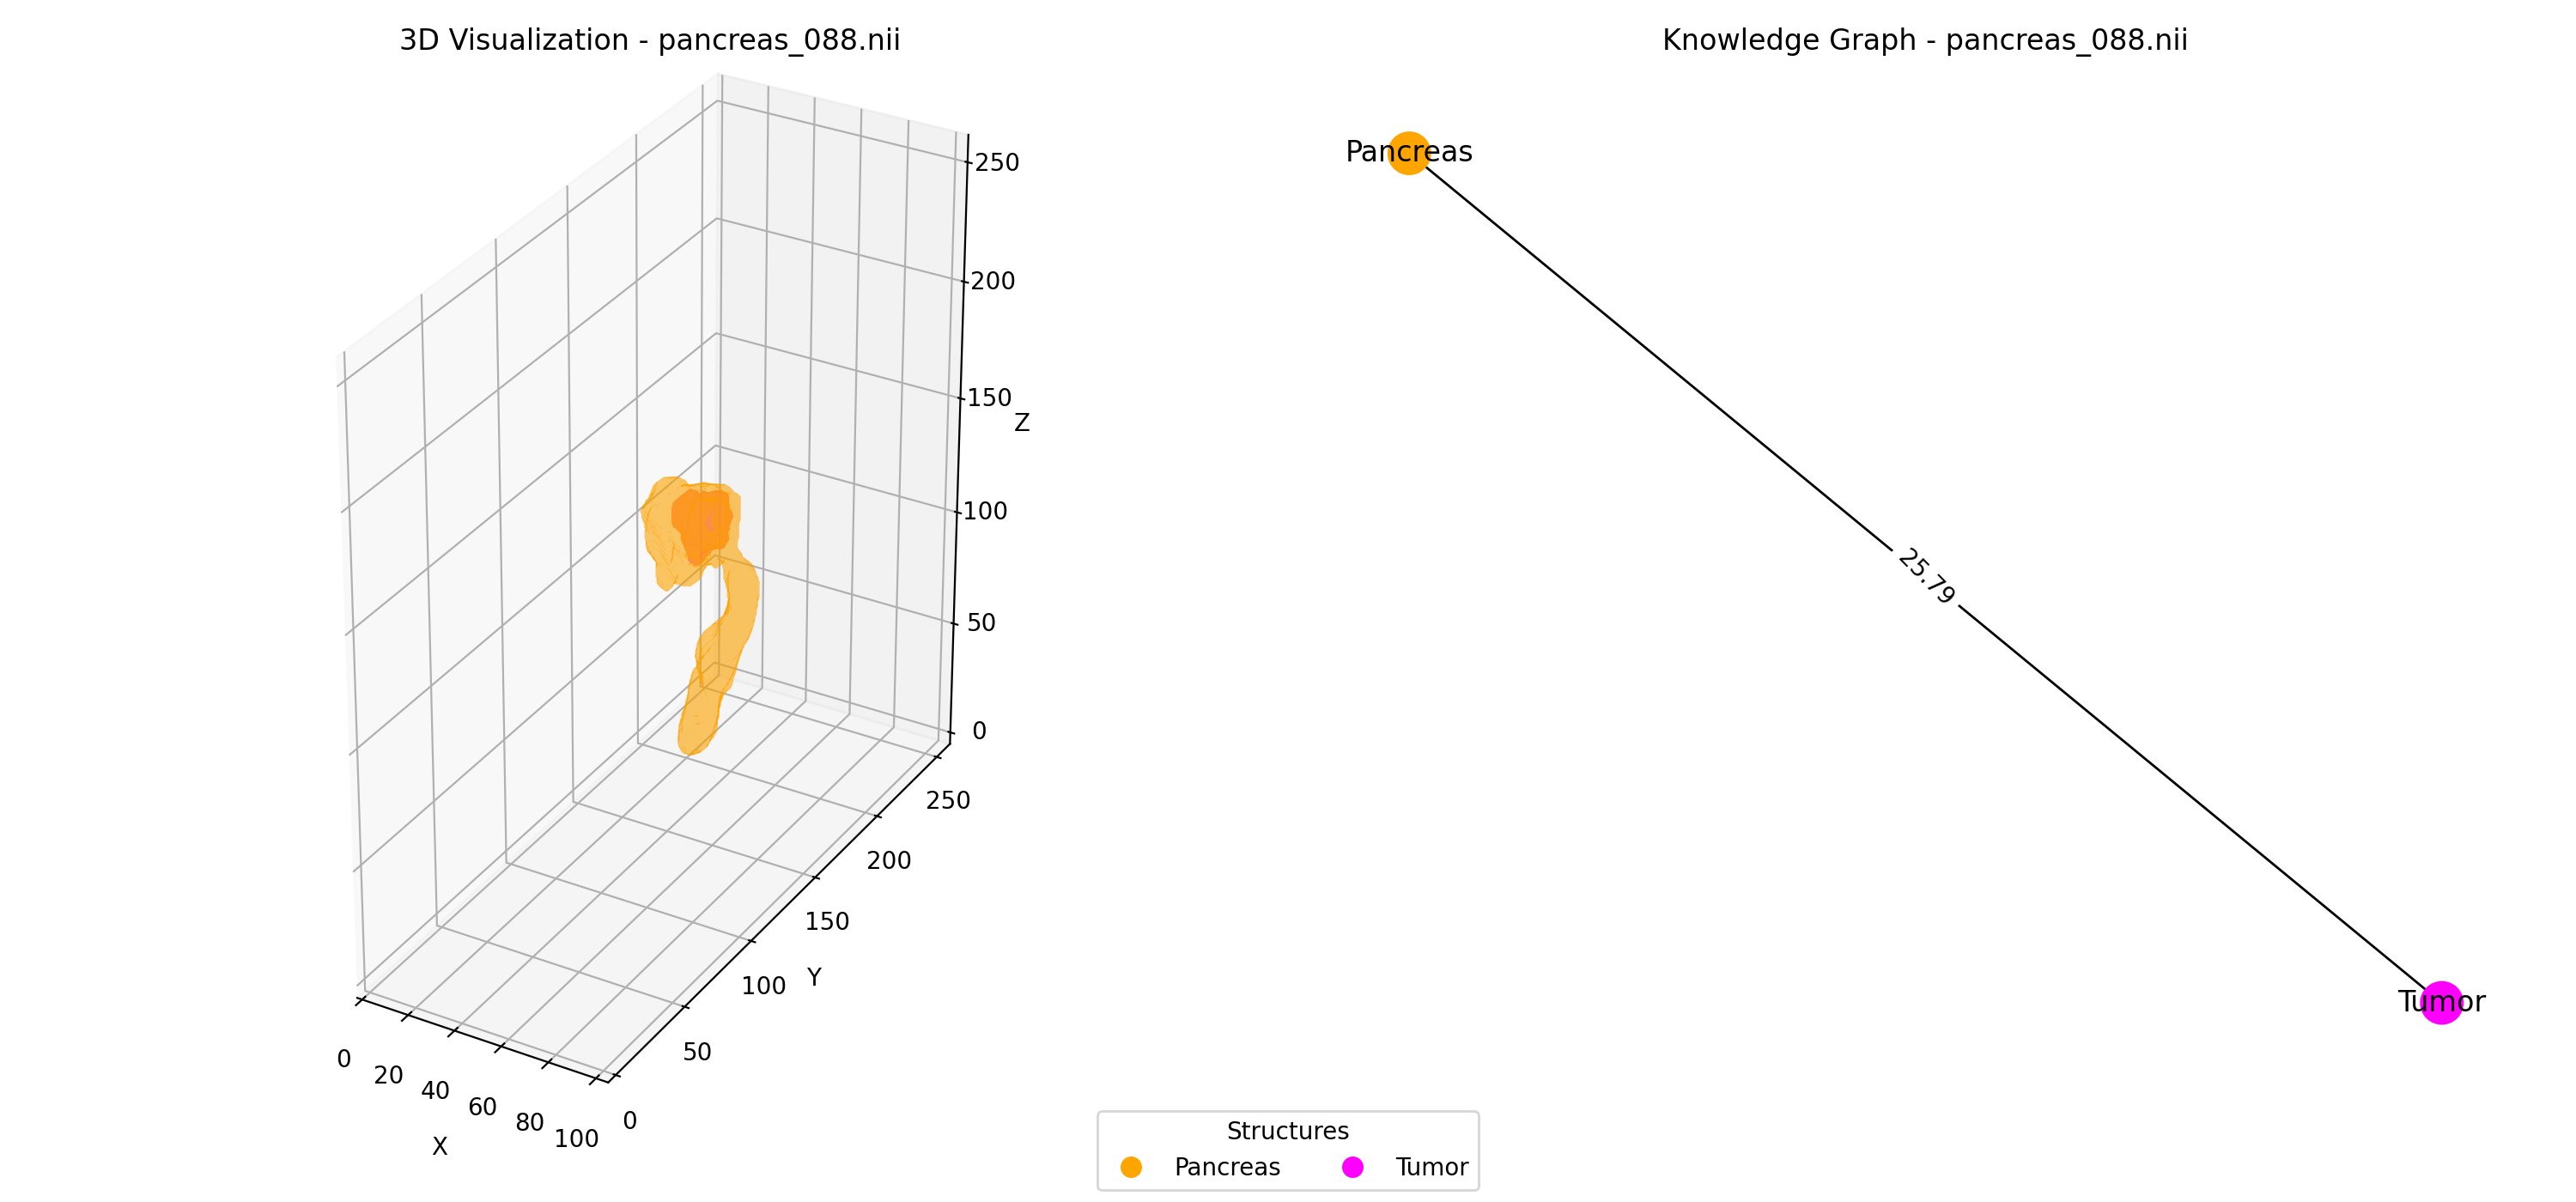 3D Visualization - pancreas_088.nii
250
200
150
Z
100
50
0
250
200
150
100
Y
50
0
0
20
40
60
80
100
X
Knowledge Graph - pancreas_088.nii
Pancreas
25.79
Tumor
Structures
Pancreas
Tumor